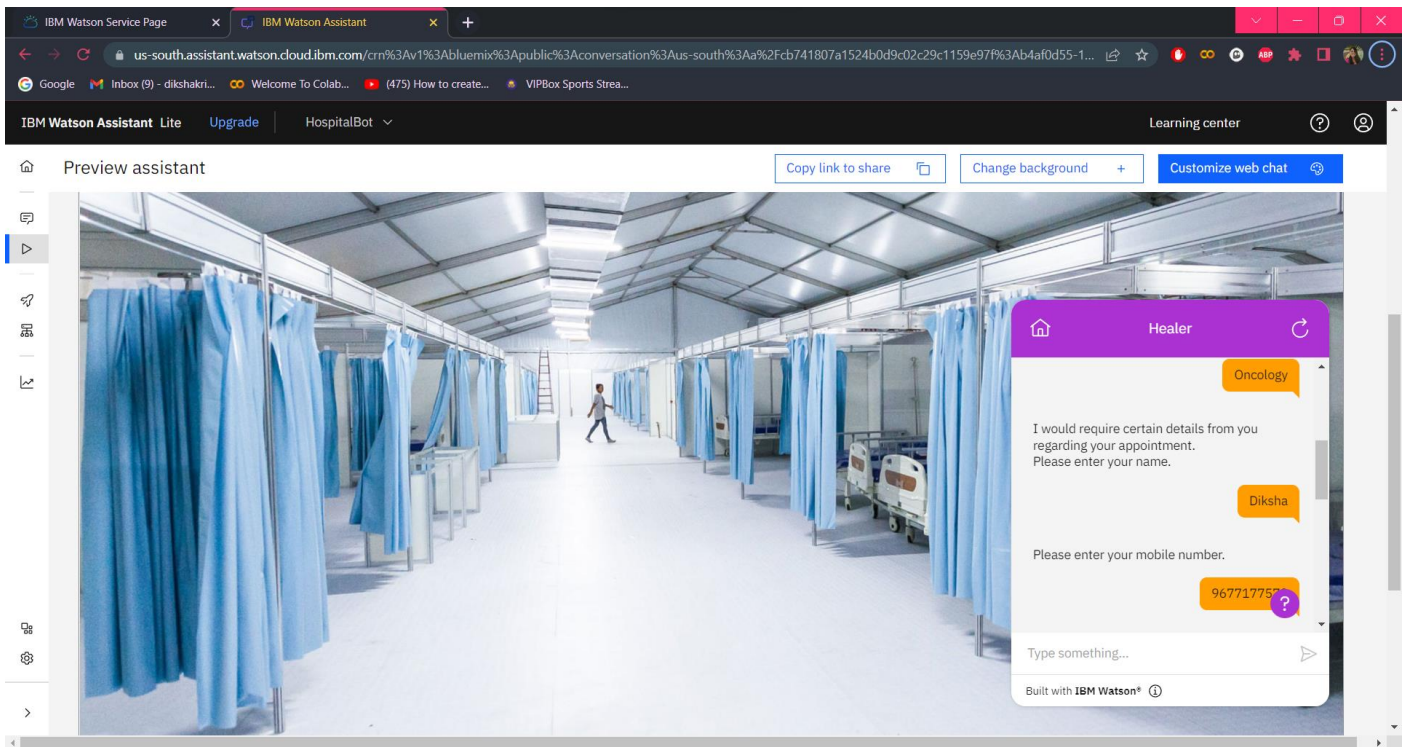 IBM Watson Service Page
IBM Watson Assistant
us-south.assistant.watson.cloud.ibm.com/crn%3Av1%3Abluemix%3Apublic%3Aconversation%3Aus-south%3Aa%2Fcb741807a1524b0d9c02c29c1159e97f%3Ab4af0d55-1...
ABP
Google
Inbox (9) - dikshakri...
Welcome To Colab...
(475) How to create...
VIPBox Sports Strea...
IBM Watson Assistant Lite Upgrade HospitalBot Learning center
Preview assistant
Copy link to share
Change background +
Customize web chat
Healer
Oncology
I would require certain details from you
regarding your appointment.
Please enter your name.
Diksha
Please enter your mobile number.
967717757
?
Type something...
Built with IBM Watson®